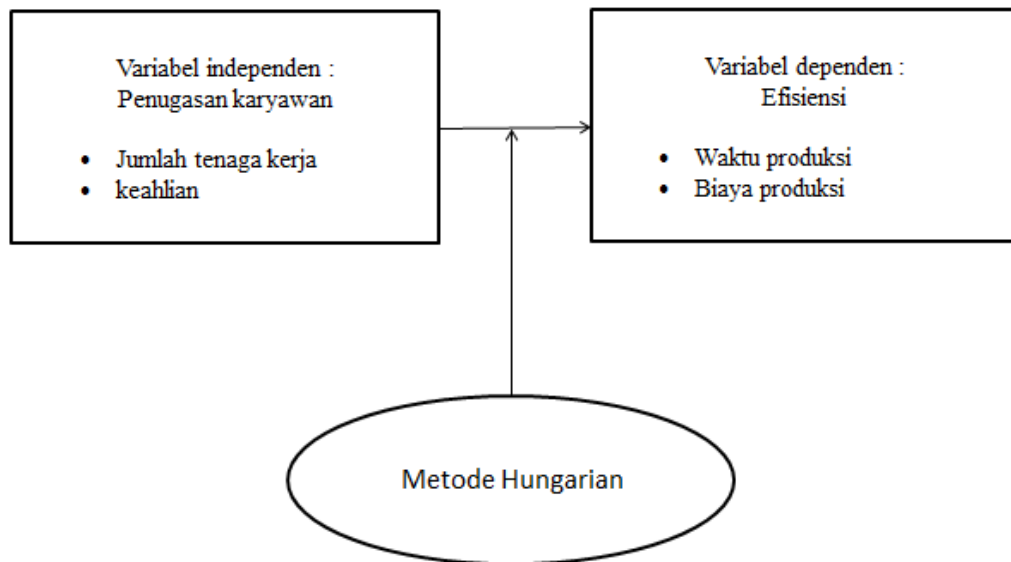 Variabel independen :
Penugasan karyawan
• Jumlah tenaga kerja
• keahlian
Variabel dependen :
Efisiensi
• Waktu produksi
• Biaya produksi
Metode Hungarian